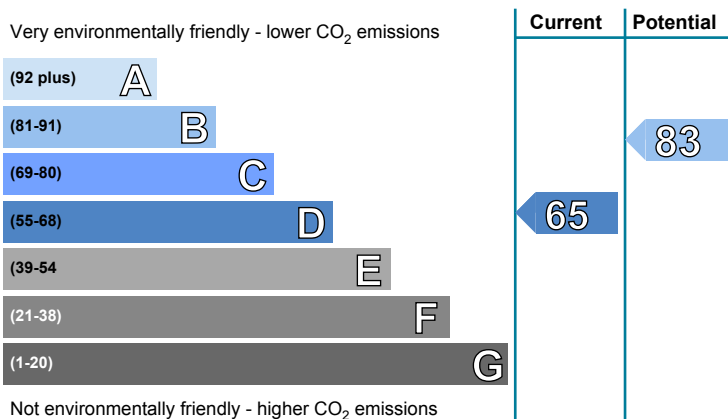 Very environmentally friendly - lower CO2 emissions
Current
Potential
(92 plus) A
(81-91) B
83
(69-80) C
(55-68) D
65
(39-54 E
(21-38) F
(1-20) G
Not environmentally friendly - higher CO2 emissions